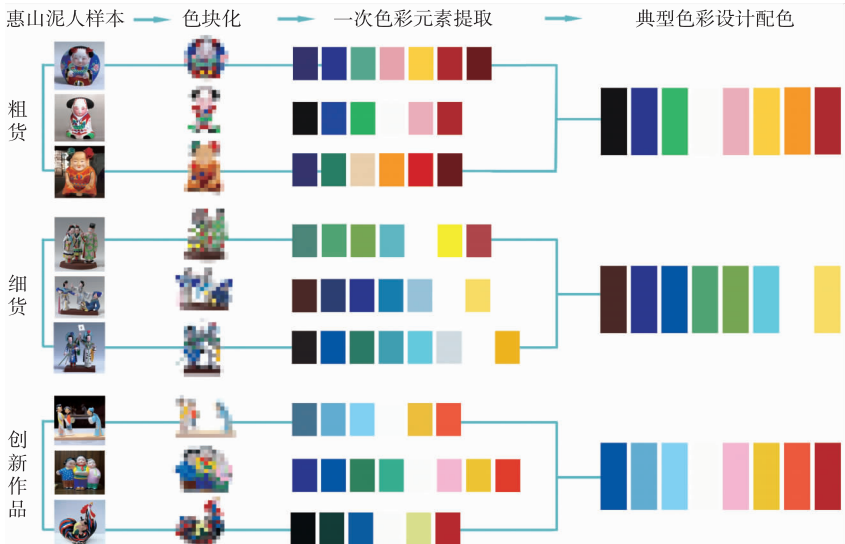 惠山泥人样本
色块化
一次色彩元素提取
典型色彩设计配色
粗货
细货
创新作品